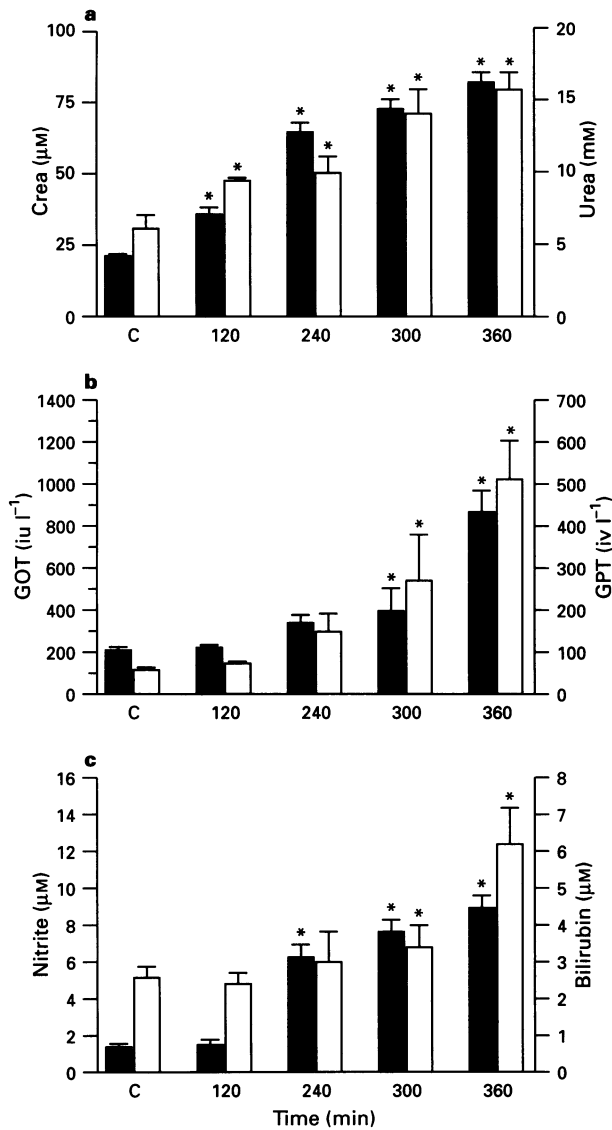 a
100
75
50
25
0
Crea (μM)
20
15
10
5
0
Urea (mM)
* * * * * * * *
C 120 240 300 360
b
1400
1200
1000
800
600
400
200
0
GOT (iu l⁻¹)
700
600
500
400
300
200
100
0
GPT (iv l⁻¹)
* * * *
C 120 240 300 360
c
16
14
12
10
8
6
4
2
0
Nitrite (μM)
8
7
6
5
4
3
2
1
0
Bilirubin (μM)
* * * * *
C 120 240 300 360
Time (min)